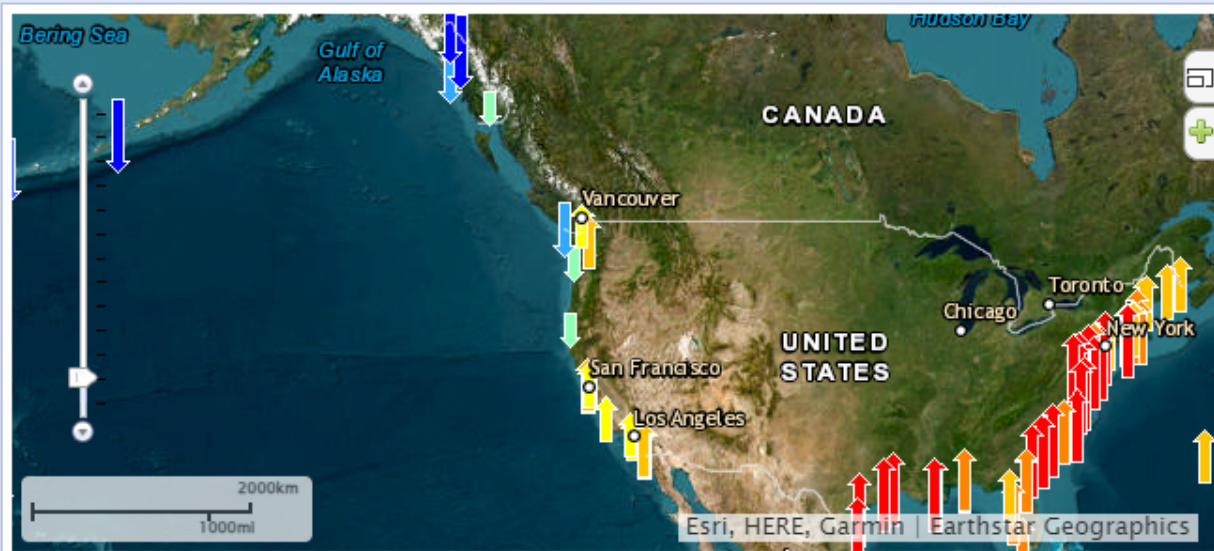 Bering Sea
Gulf of
Alaska
Hudson Bay
CANADA
Vancouver
Toronto
Chicago
New York
UNITED
STATES
San Francisco
Los Angeles
2000km
1000mi
Esri, HERE, Garmin | Earthstar Geographics